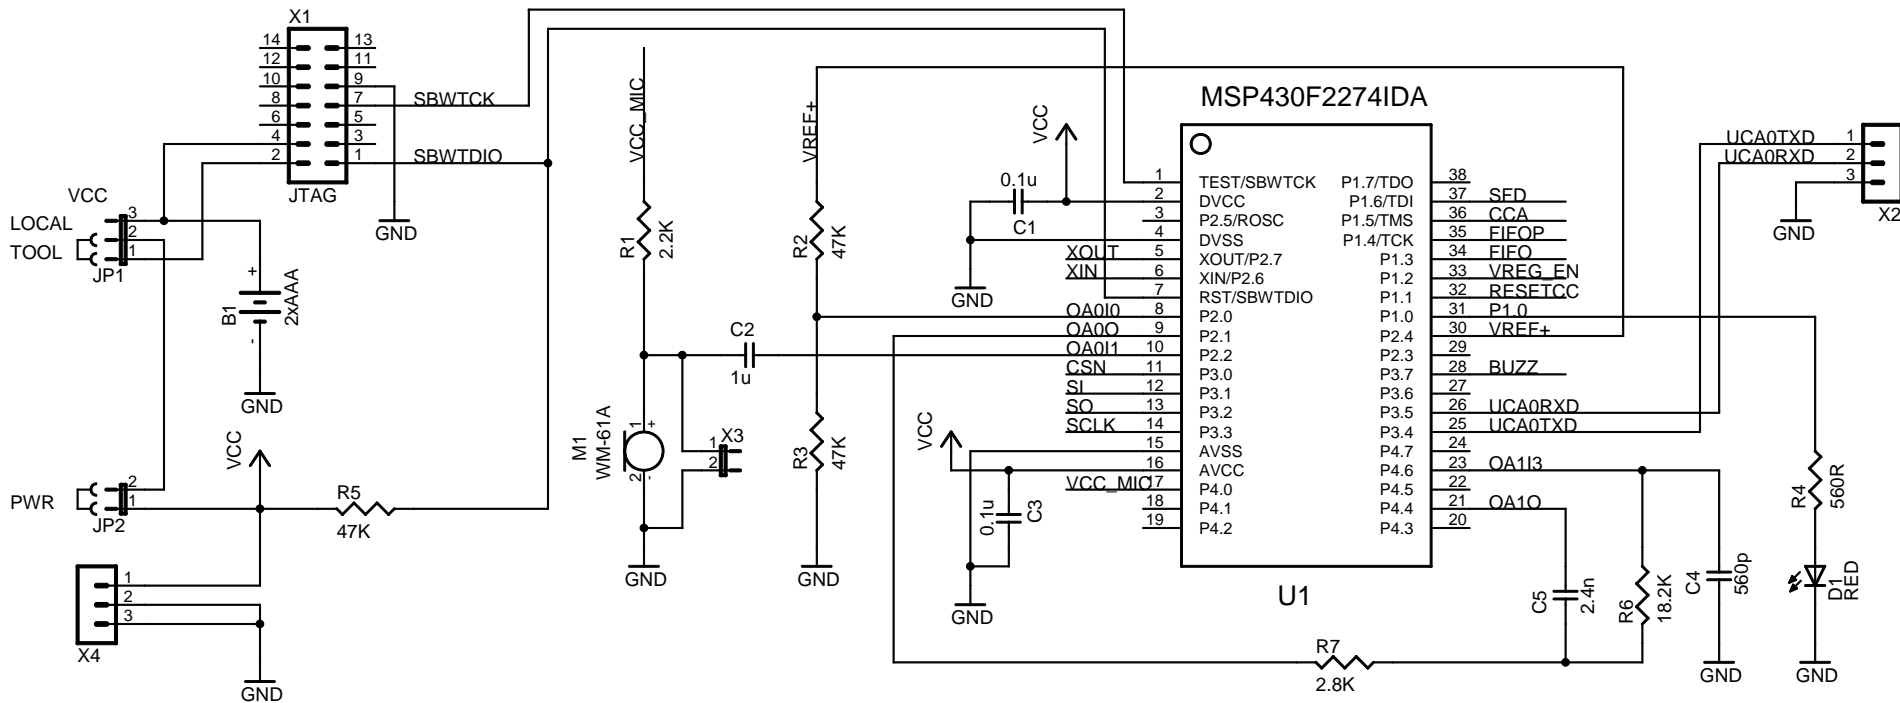 X1
14
13
12
11
10
9
8
7
SBWTCK
6
5
4
3
2
1
SBWTDIO
JTAG
GND
VCC
LOCAL
TOOL
3
2
1
JP1
B1
+
-
2xAAA
GND
VCC
PWR
2
1
JP2
R5
47K
X4
1
2
3
GND
VCC_MIC
R1
2.2K
C2
1u
M1
WM-61A
1
+
2
-
X3
1
2
GND
VREF+
R2
47K
R3
47K
GND
VCC
0.1u
C1
GND
VCC
0.1u
C3
GND
MSP430F2274IDA
U1
1 TEST/SBWTCK
2 DVCC
3 P2.5/ROSC
4 DVSS
XOUT 5 XOUT/P2.7
XIN 6 XIN/P2.6
7 RST/SBWTDIO
OA0I0 8 P2.0
OA0O 9 P2.1
OA0I1 10 P2.2
CSN 11 P3.0
SI 12 P3.1
SO 13 P3.2
SCLK 14 P3.3
15 AVSS
16 AVCC
VCC_MIC 17 P4.0
18 P4.1
19 P4.2
P1.7/TDO 38
P1.6/TDI 37 SFD
P1.5/TMS 36 CCA
P1.4/TCK 35 FIFOP
P1.3 34 FIFO
P1.2 33 VREG_EN
P1.1 32 RESETCC
P1.0 31 P1.0
P2.4 30 VREF+
P2.3 29
P3.7 28 BUZZ
P3.6 27
P3.5 26 UCA0RXD
P3.4 25 UCA0TXD
P4.7 24
P4.6 23 OA1I3
P4.5 22
P4.4 21 OA1O
P4.3 20
R7
2.8K
C5
2.4n
R6
18.2K
C4
560p
GND
R4
560R
D1
RED
GND
UCA0TXD 1
UCA0RXD 2
3
X2
GND